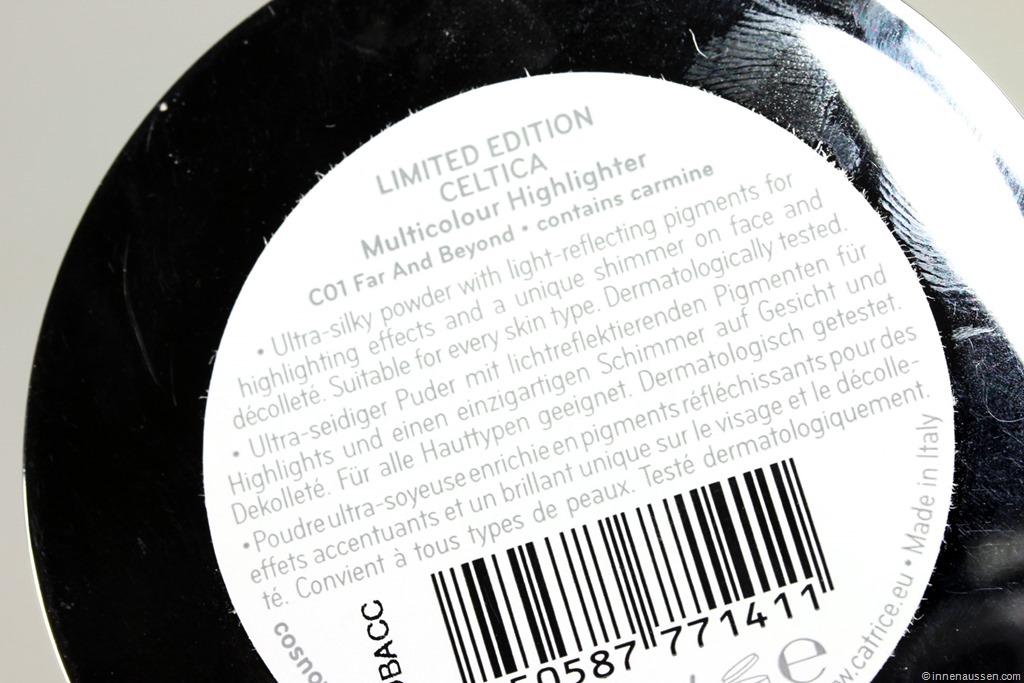 LIMITED EDITION
CELTICA
Multicolour Highlighter
C01 Far And Beyond • contains carmine
• Ultra-silky powder with light-reflecting pigments for
highlighting effects and a unique shimmer on face and
décolleté. Suitable for every skin type. Dermatologically tested.
• Ultra-seidiger Puder mit lichtreflektierenden Pigmenten für
Highlights und einen einzigartigen Schimmer auf Gesicht und
Dekolleté. Für alle Hauttypen geeignet. Dermatologisch getestet.
• Poudre ultra-soyeuse enrichie en pigments réfléchissants pour des
effets accentuants et un brillant unique sur le visage et le décolle-
té. Convient à tous types de peaux. Testé dermatologiquement.
50587 771411
e
www.catrice.eu • Made in Italy
© innenaussen.com